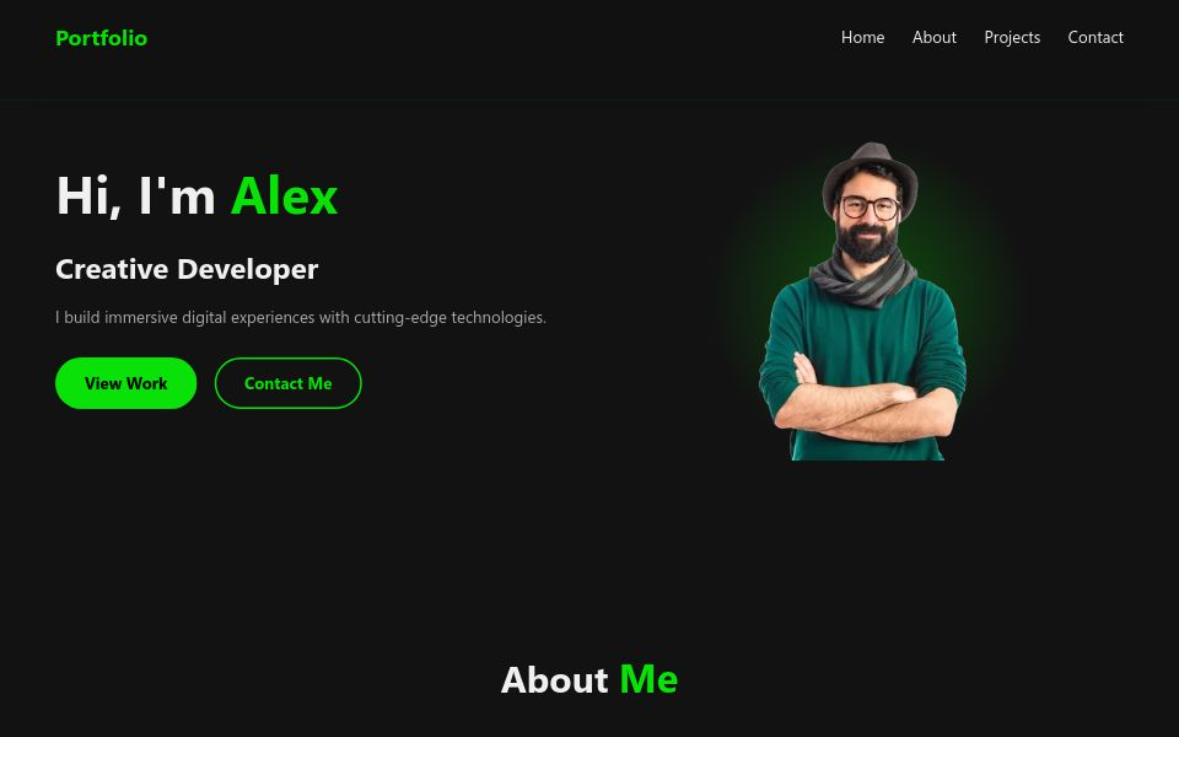 Portfolio
Home About Projects Contact
Hi, I'm Alex
Creative Developer
I build immersive digital experiences with cutting-edge technologies.
View Work Contact Me
About Me